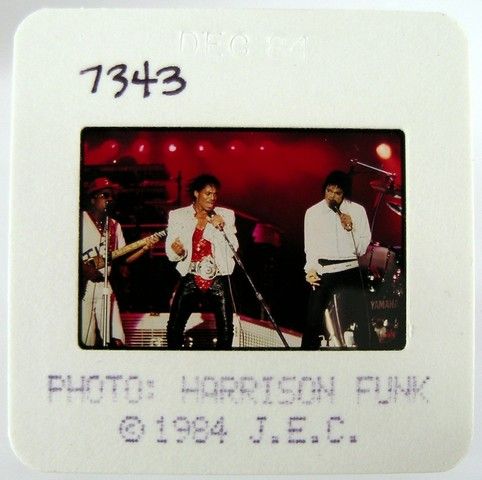 DEC 84
7343
YAMAHA
PHOTO: HARRISON FUNK
©1984 J.E.C.